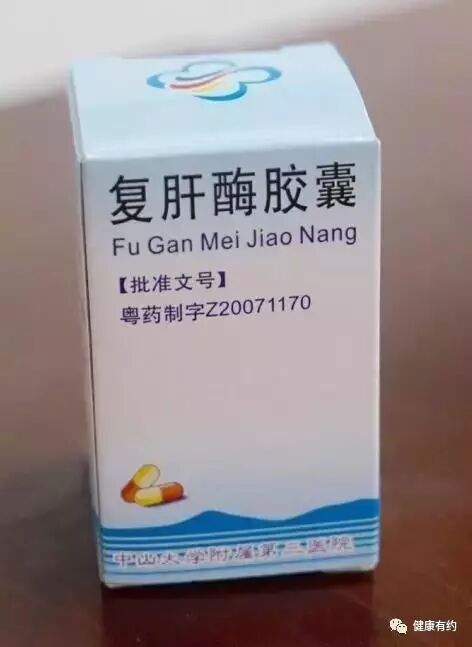 复肝酶胶囊
Fu Gan Mei Jiao Nang
【批准文号】
粤药制字Z20071170
中山大学附属第三医院
健康有约